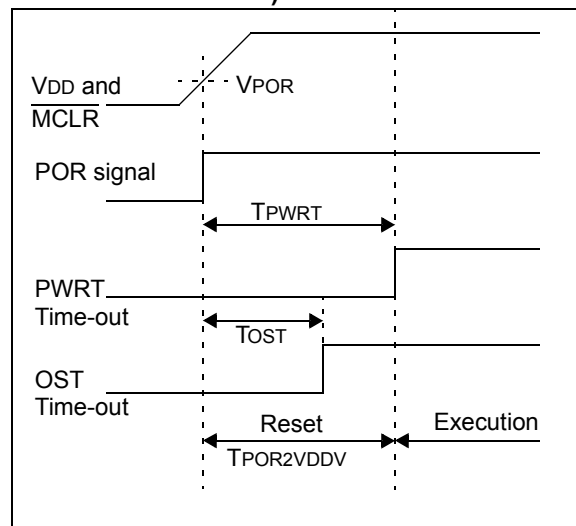 )
VDD and
MCLR
VPOR
POR signal
TPWRT
PWRT
Time-out
TOST
OST
Time-out
Reset
Execution
TPOR2VDDV